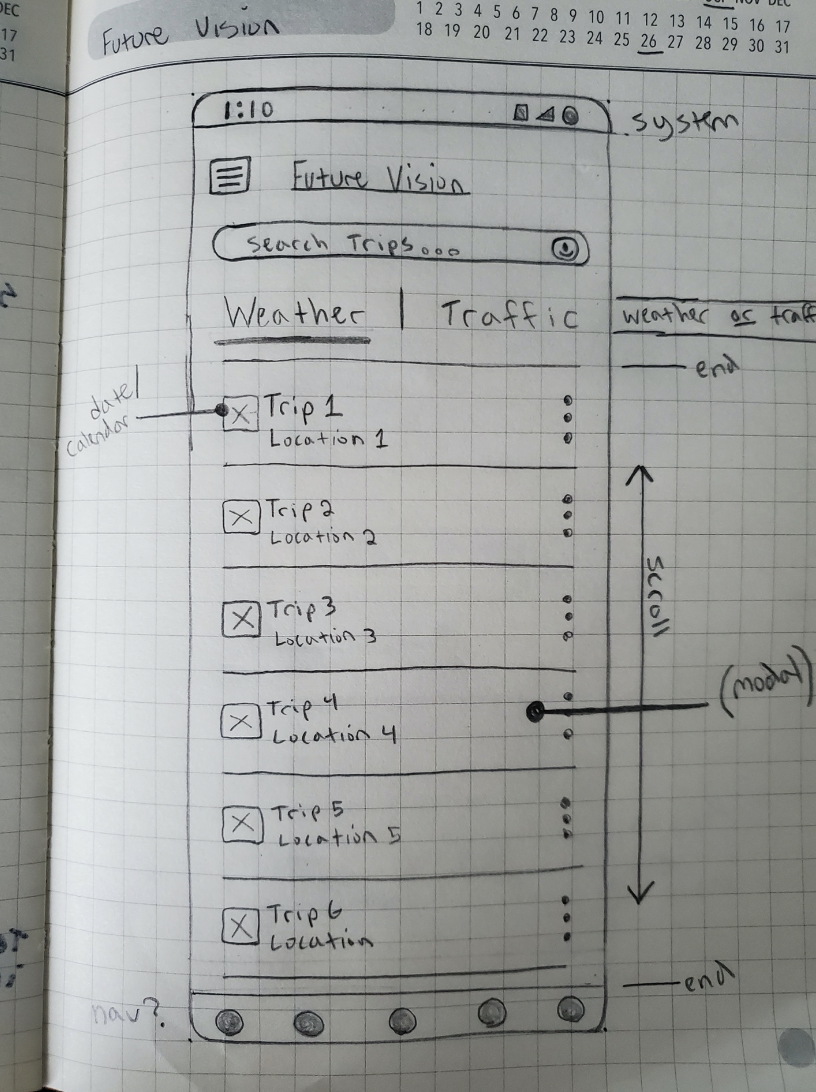 DEC
17
31
Future Vision
NOV DEC
1 2 3 4 5 6 7 8 9 10 11 12 13 14 15 16 17
18 19 20 21 22 23 24 25 26 27 28 29 30 31
1:10
system
Future Vision
Search Trips...
Weather | Traffic
weather or traff
end
date/
calendar
Trip 1
Location 1
Trip 2
Location 2
Scroll
Trip 3
Location 3
Trip 4
Location 4
(modal)
Trip 5
Location 5
Trip 6
Location
end
nav?